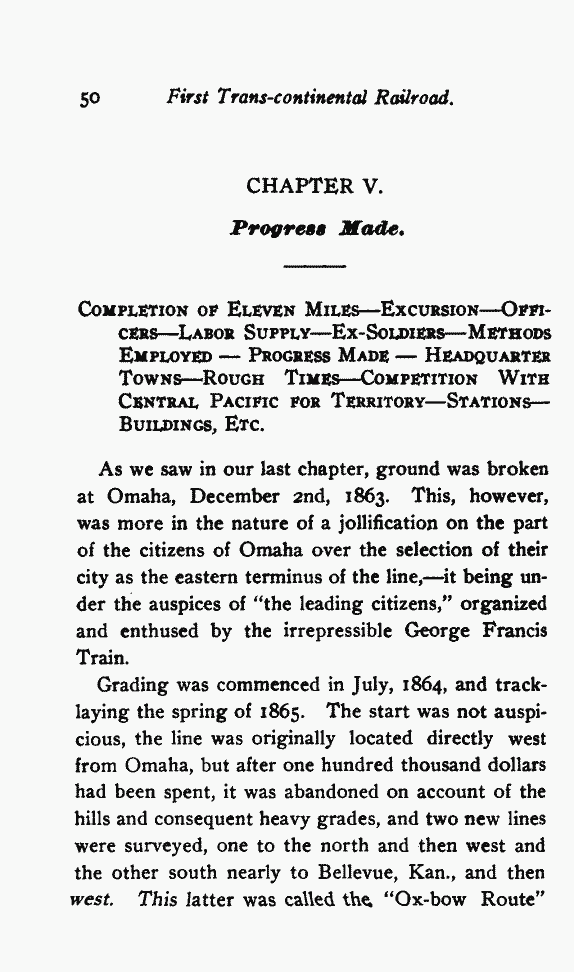 50 First Trans-continental Railroad.
CHAPTER V.
Progress Made.
COMPLETION OF ELEVEN MILES—EXCURSION—OFFI-
CERS—LABOR SUPPLY—EX-SOLDIERS—METHODS
EMPLOYED — PROGRESS MADE — HEADQUARTER
TOWNS—ROUGH TIMES—COMPETITION WITH
CENTRAL PACIFIC FOR TERRITORY—STATIONS—
BUILDINGS, ETC.
As we saw in our last chapter, ground was broken
at Omaha, December 2nd, 1863. This, however,
was more in the nature of a jollification on the part
of the citizens of Omaha over the selection of their
city as the eastern terminus of the line,—it being un-
der the auspices of "the leading citizens," organized
and enthused by the irrepressible George Francis
Train.
Grading was commenced in July, 1864, and track-
laying the spring of 1865. The start was not auspi-
cious, the line was originally located directly west
from Omaha, but after one hundred thousand dollars
had been spent, it was abandoned on account of the
hills and consequent heavy grades, and two new lines
were surveyed, one to the north and then west and
the other south nearly to Bellevue, Kan., and then
west. This latter was called the "Ox-bow Route"